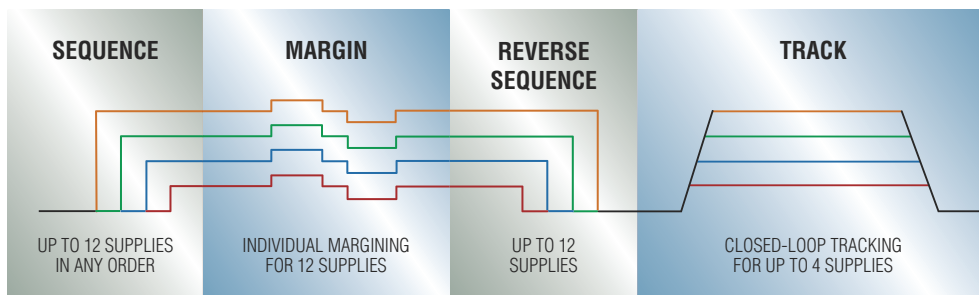 SEQUENCE
UP TO 12 SUPPLIES
IN ANY ORDER
MARGIN
INDIVIDUAL MARGINING
FOR 12 SUPPLIES
REVERSE
SEQUENCE
UP TO 12
SUPPLIES
TRACK
CLOSED-LOOP TRACKING
FOR UP TO 4 SUPPLIES